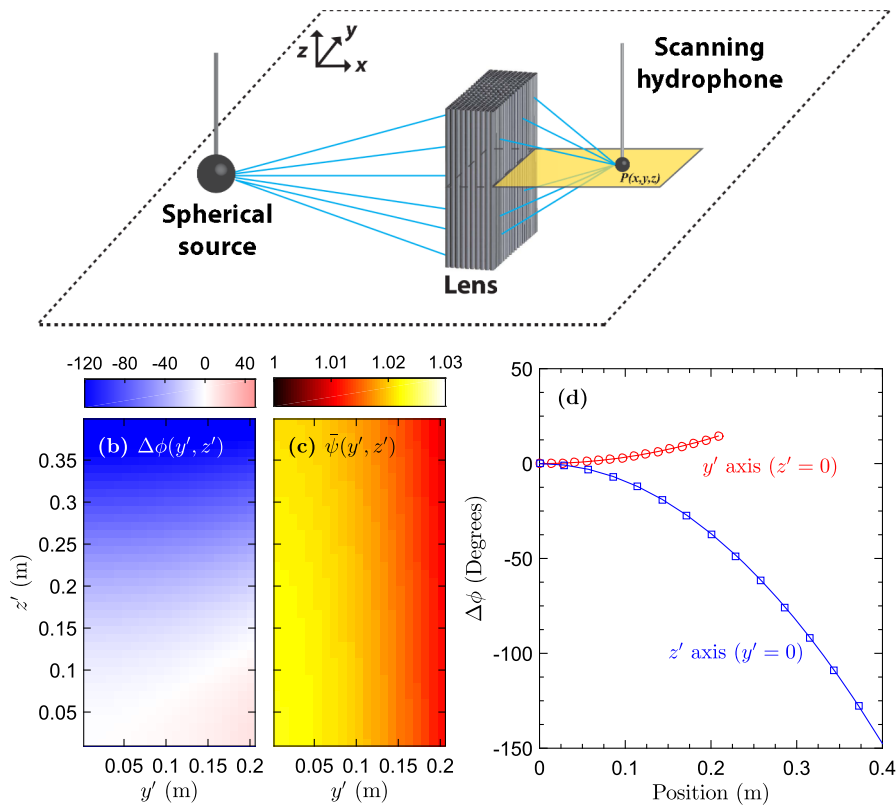 z
y
x
Scanning
hydrophone
P(x,y,z)
Spherical
source
Lens
-120 -80 -40 0 40
1 1.01 1.02 1.03
(b) Δϕ(y′, z′)
(c) ψ̄(y′, z′)
0.35
0.3
0.25
0.2
0.15
0.1
0.05
z′ (m)
0.05 0.1 0.15 0.2
y′ (m)
0.05 0.1 0.15 0.2
y′ (m)
(d)
50
0
-50
-100
-150
Δϕ (Degrees)
y′ axis (z′ = 0)
z′ axis (y′ = 0)
0 0.1 0.2 0.3 0.4
Position (m)